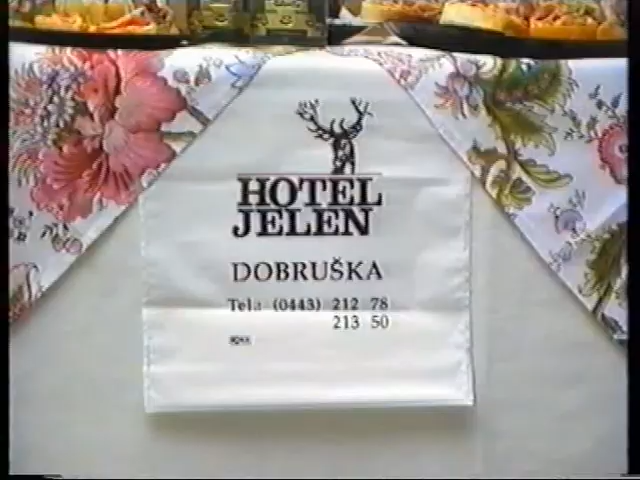 HOTEL
JELEN
DOBRUŠKA
Tel.: (0443) 212 78
213 50